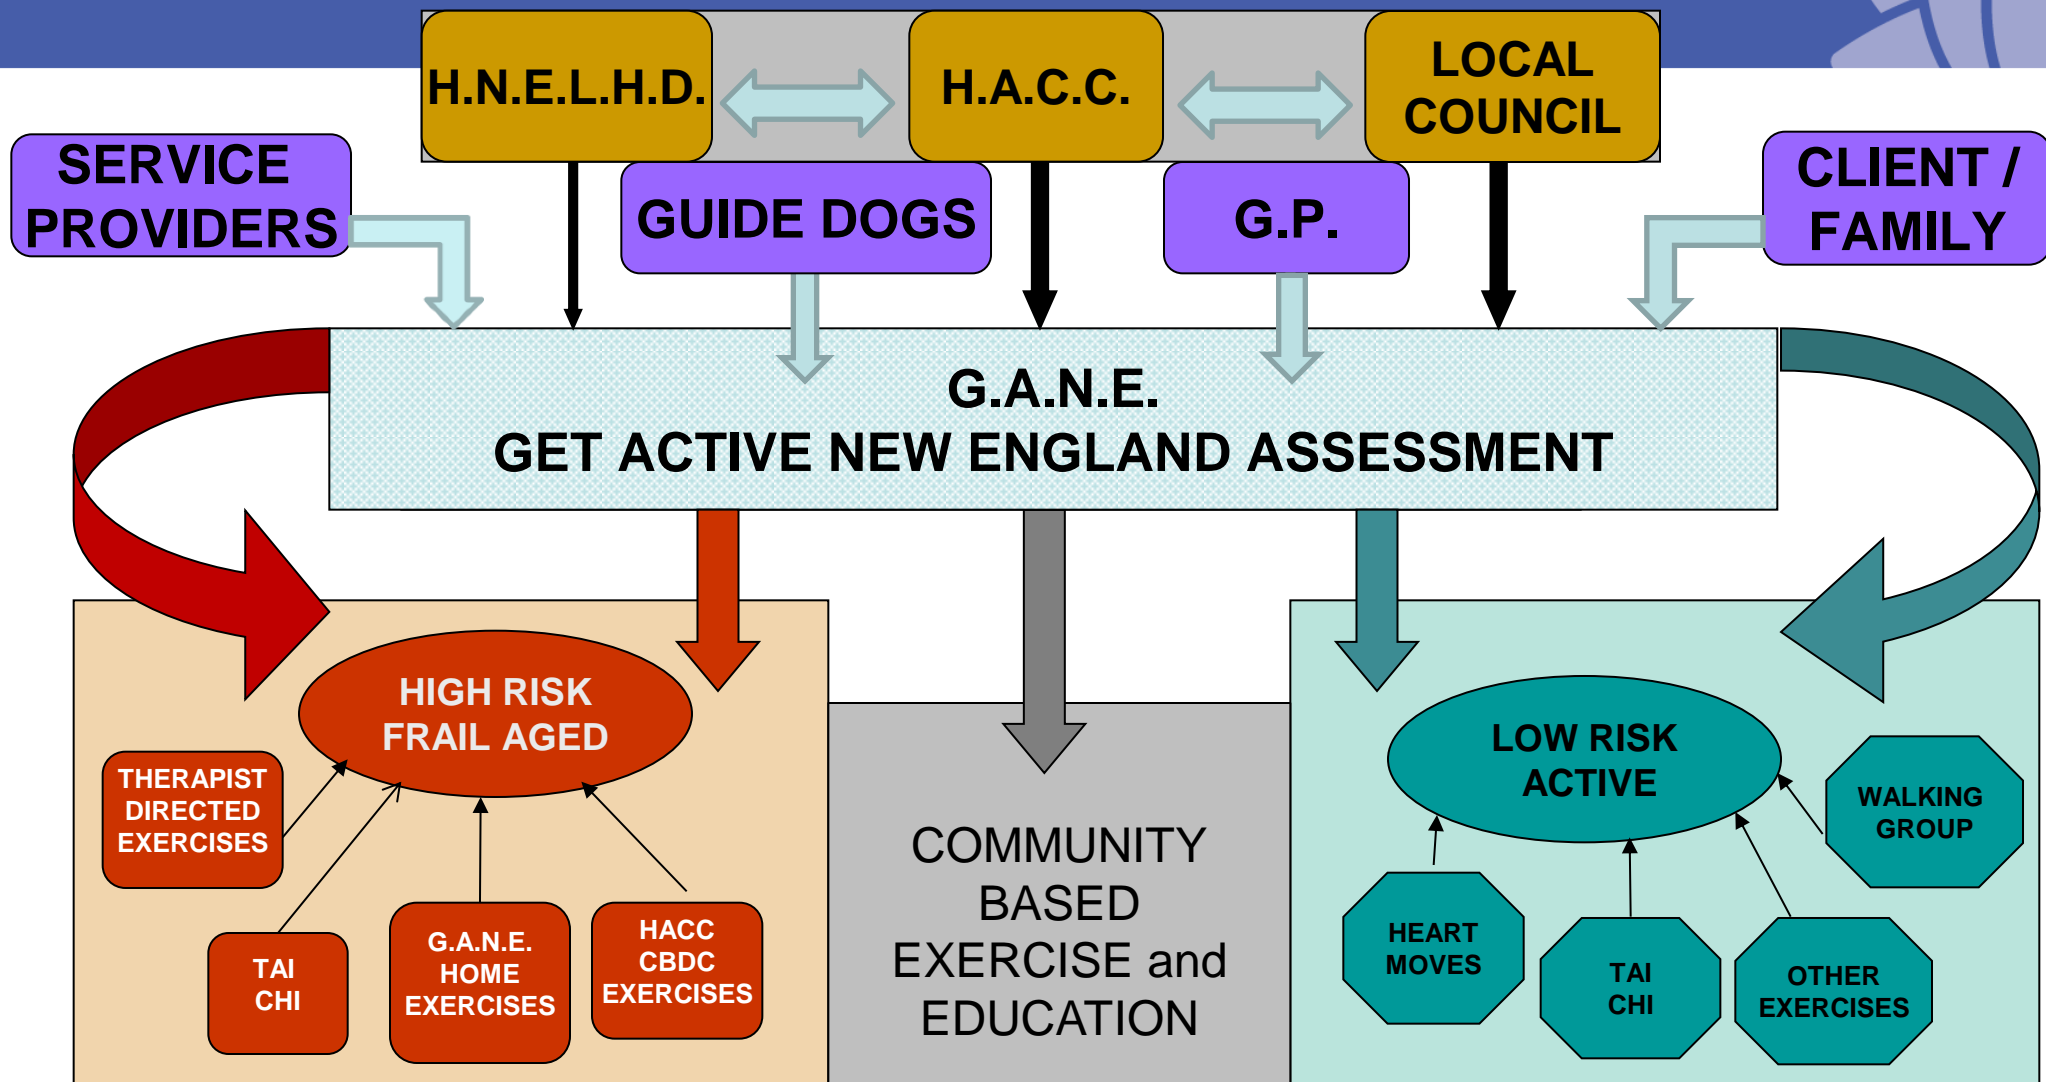 H.N.E.L.H.D.
H.A.C.C.
LOCAL
COUNCIL
SERVICE
PROVIDERS
GUIDE DOGS
G.P.
CLIENT /
FAMILY
G.A.N.E.
GET ACTIVE NEW ENGLAND ASSESSMENT
HIGH RISK
FRAIL AGED
THERAPIST
DIRECTED
EXERCISES
TAI
CHI
G.A.N.E.
HOME
EXERCISES
HACC
CBDC
EXERCISES
COMMUNITY
BASED
EXERCISE and
EDUCATION
LOW RISK
ACTIVE
HEART
MOVES
TAI
CHI
OTHER
EXERCISES
WALKING
GROUP